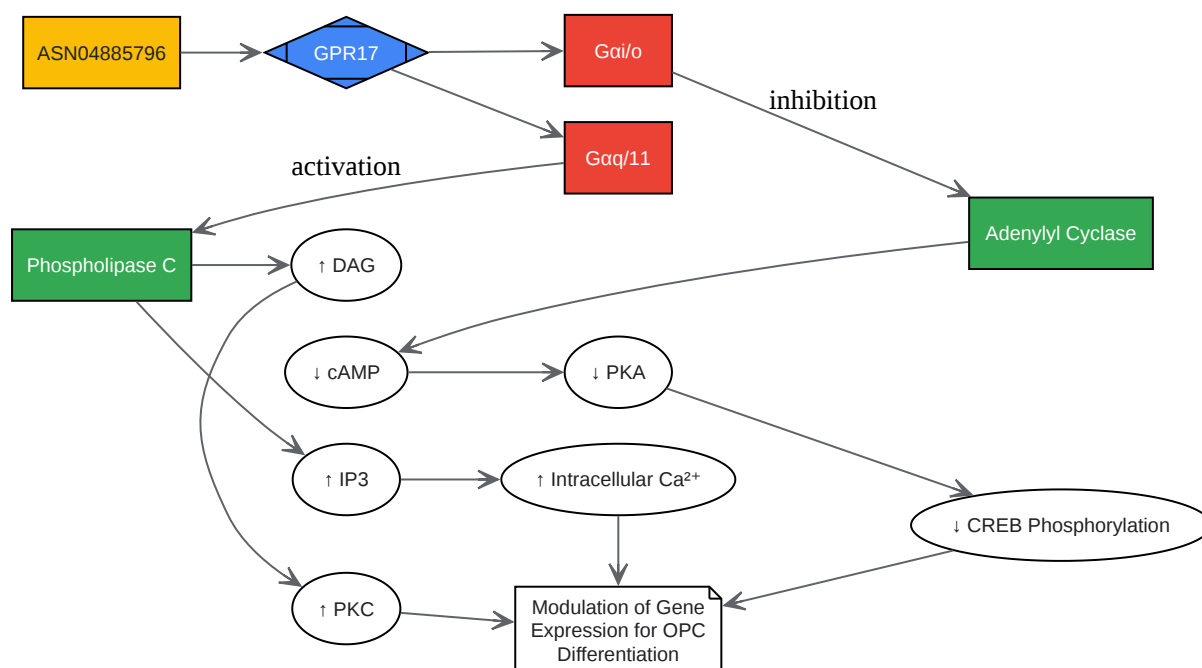 ASN04885796
GPR17
Gαi/o
inhibition
Gαq/11
activation
Adenylyl Cyclase
Phospholipase C
↑ DAG
↓ cAMP
↓ PKA
↑ IP3
↑ Intracellular Ca²⁺
↓ CREB Phosphorylation
↑ PKC
Modulation of Gene
Expression for OPC
Differentiation